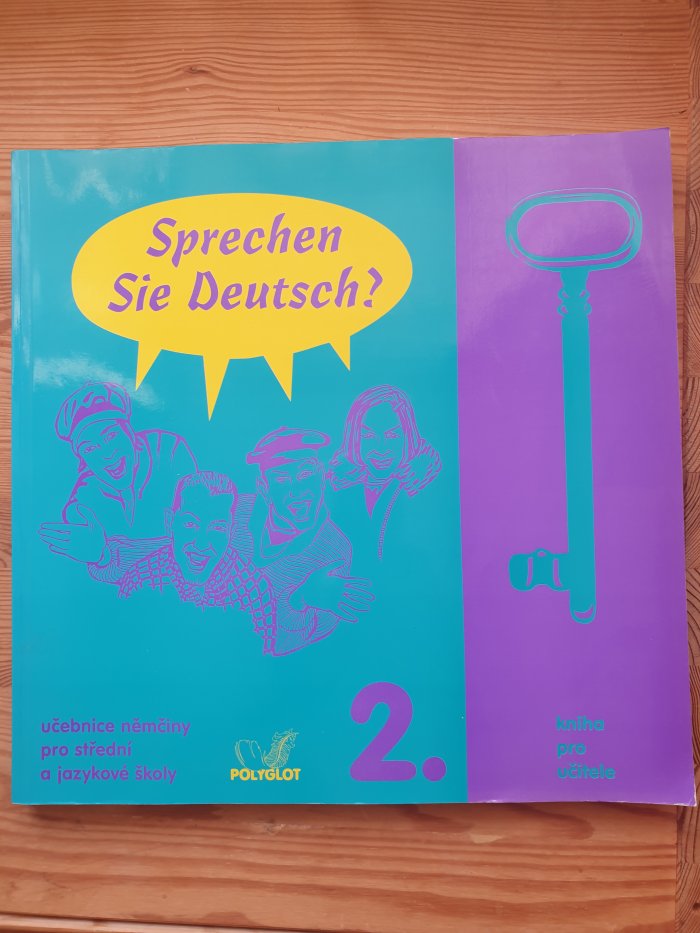 Sprechen
Sie Deutsch?
učebnice němčiny
pro střední
a jazykové školy
POLYGLOT
2.
kniha
pro
učitele